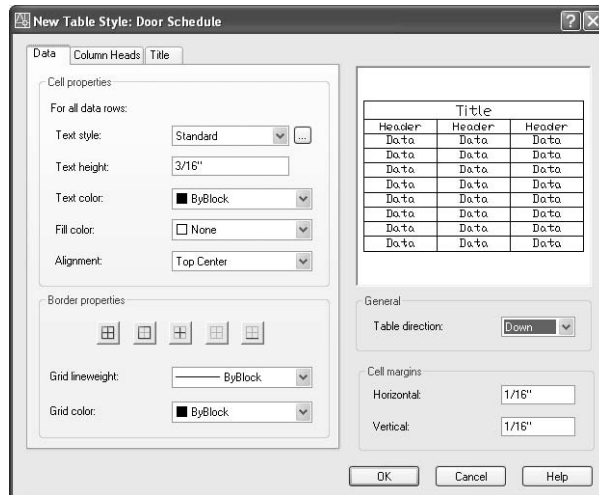 New Table Style: Door Schedule
Data Column Heads Title
Cell properties
For all data rows:
Text style: Standard ...
Text height: 3/16"
Text color: ByBlock
Fill color: None
Alignment: Top Center
Border properties
Grid lineweight: ByBlock
Grid color: ByBlock
Title
Header Header Header
Data Data Data
Data Data Data
Data Data Data
Data Data Data
Data Data Data
Data Data Data
Data Data Data
Data Data Data
General
Table direction: Down
Cell margins
Horizontal: 1/16"
Vertical: 1/16"
OK Cancel Help